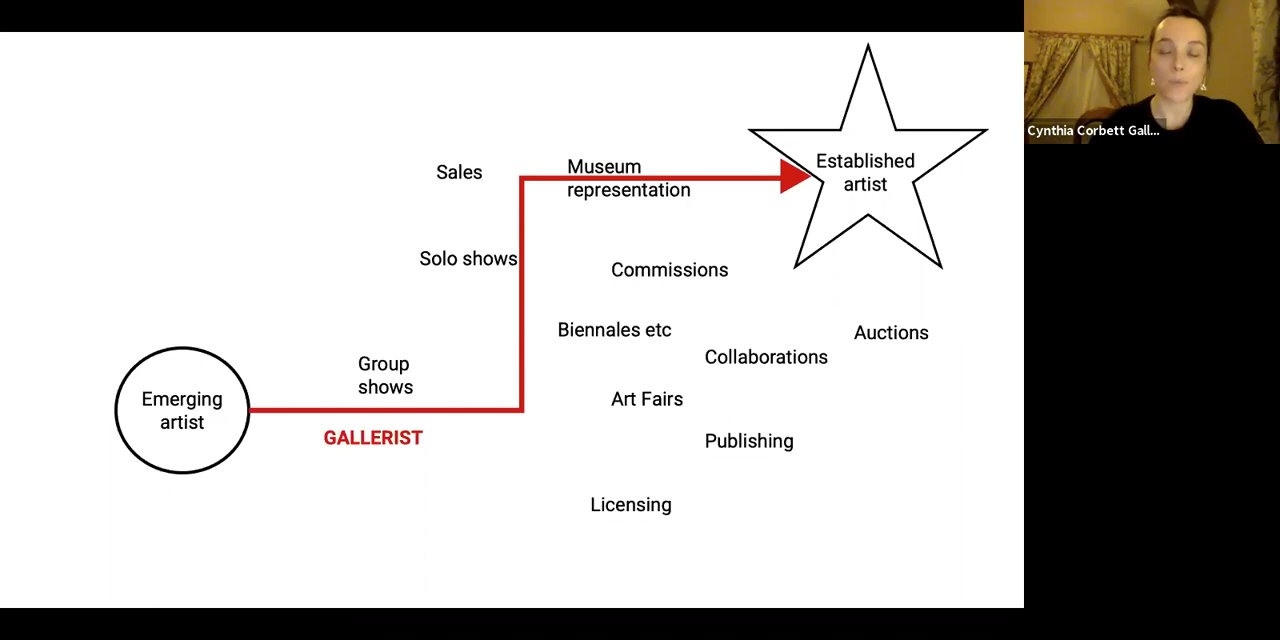 Cynthia Corbett Gall...
Established
artist
Sales
Museum
representation
Solo shows
Commissions
Biennales etc
Auctions
Collaborations
Group
shows
Emerging
artist
Art Fairs
GALLERIST
Publishing
Licensing